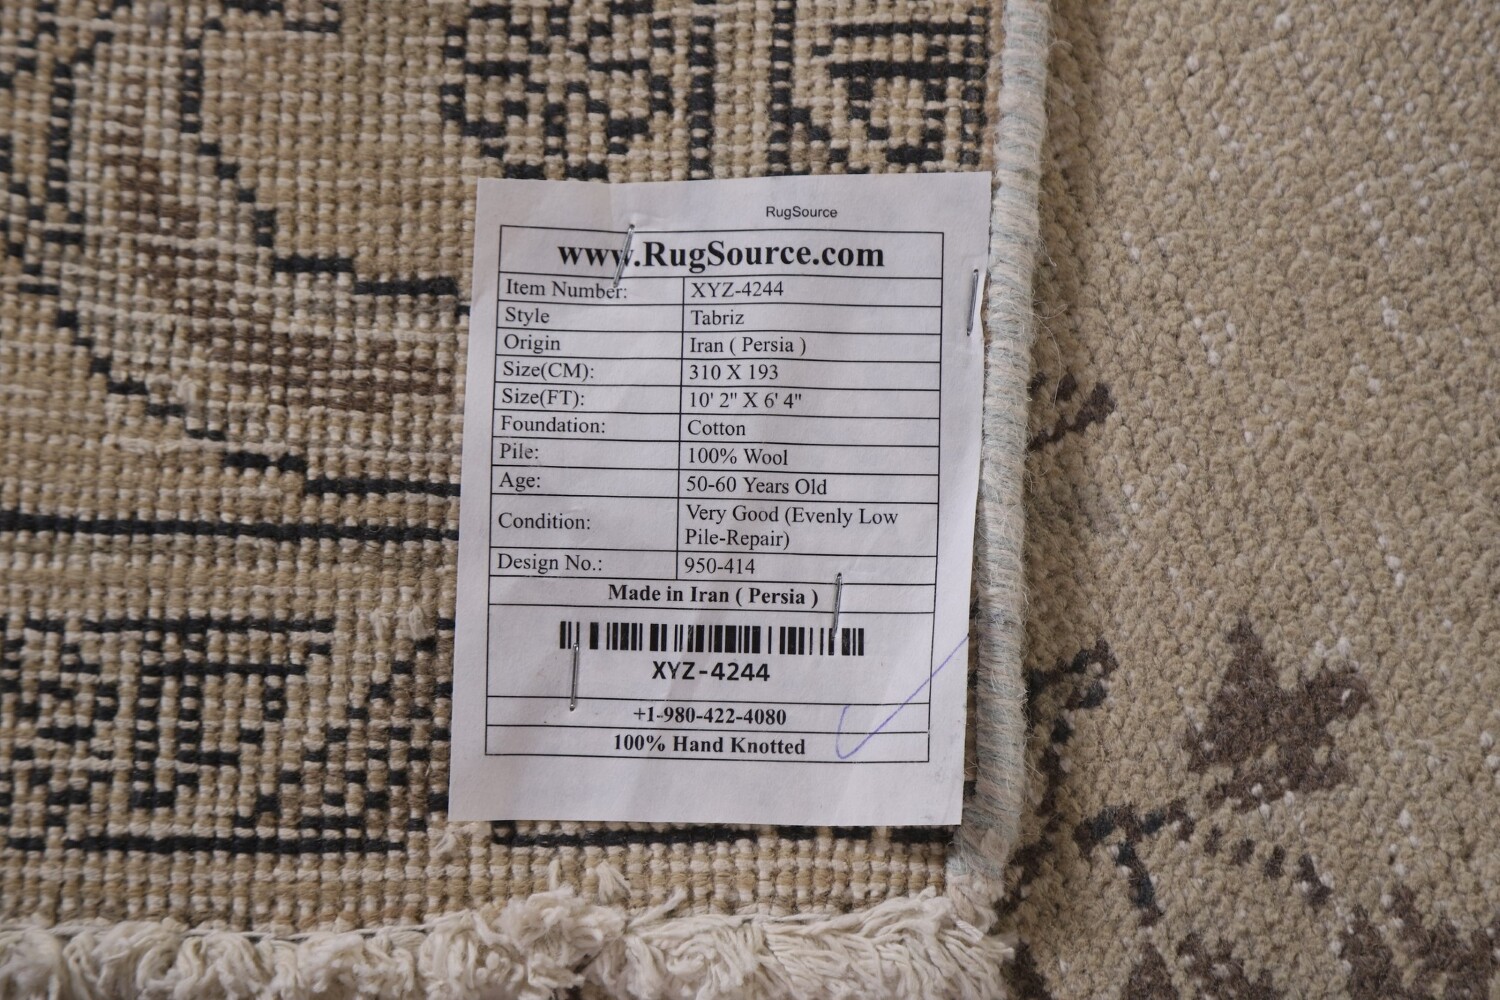 RugSource
www.RugSource.com
Item Number: XYZ-4244
Style Tabriz
Origin Iran ( Persia )
Size(CM): 310 X 193
Size(FT): 10' 2" X 6' 4"
Foundation: Cotton
Pile: 100% Wool
Age: 50-60 Years Old
Condition: Very Good (Evenly Low
Pile-Repair)
Design No.: 950-414
Made in Iran ( Persia )
XYZ-4244
+1-980-422-4080
100% Hand Knotted